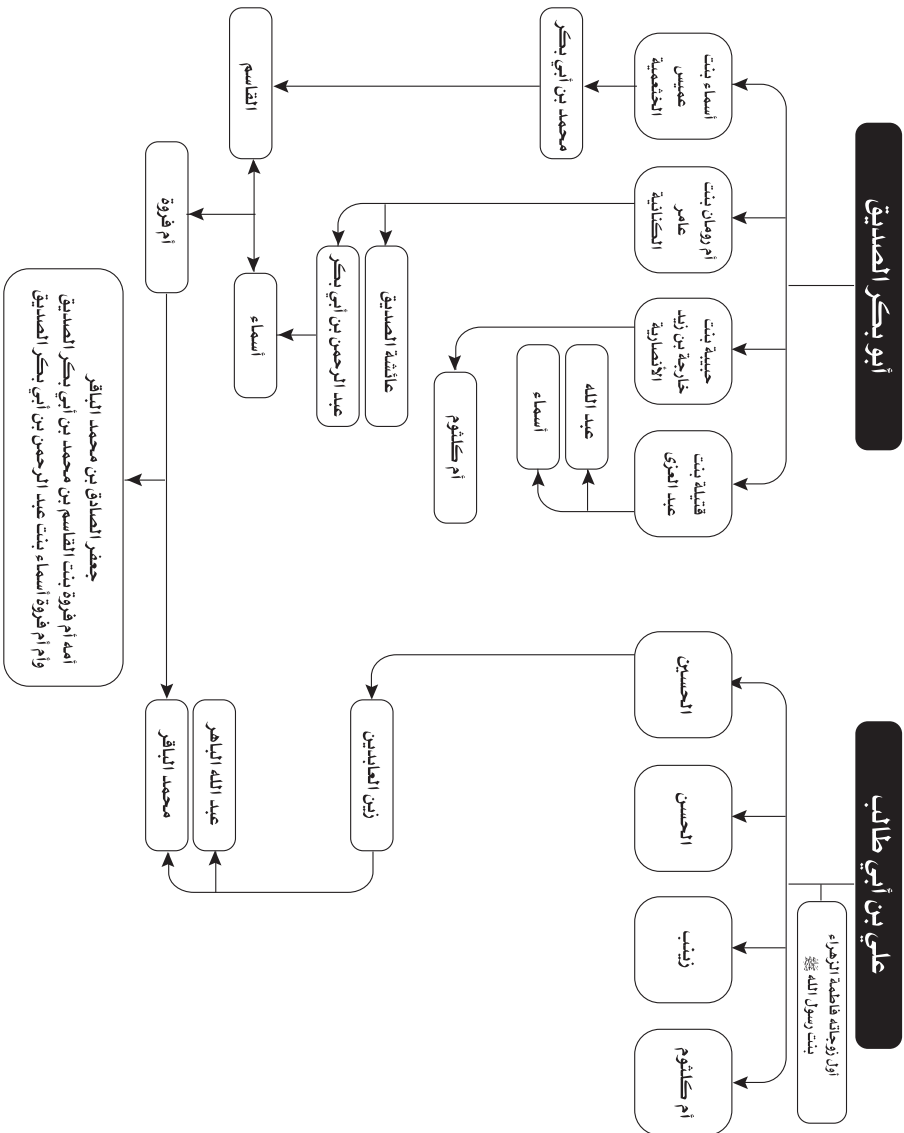 أبو بكر الصديق
علي بن أبي طالب
أول زوجاته فاطمة الزهراء
بنت رسول الله ﷺ
أسماء بنت
عميس
الخثعمية
أم رومان بنت
عامر
الكنانية
حبيبة بنت
خارجة بن زيد
الأنصارية
قتيلة بنت
عبد العزى
الحسين
الحسن
زينب
أم كلثوم
محمد بن أبي بكر
عبد الله
أسماء
أم كلثوم
عائشة الصديق
عبد الرحمن بن أبي بكر
زين العابدين
القاسم
أسماء
عبد الله الباهر
محمد الباقر
أم فروة
جعفر الصادق بن محمد الباقر
أمه أم فروة بنت القاسم بن محمد بن أبي بكر الصديق
وأم أم فروة أسماء بنت عبد الرحمن بن أبي بكر الصديق